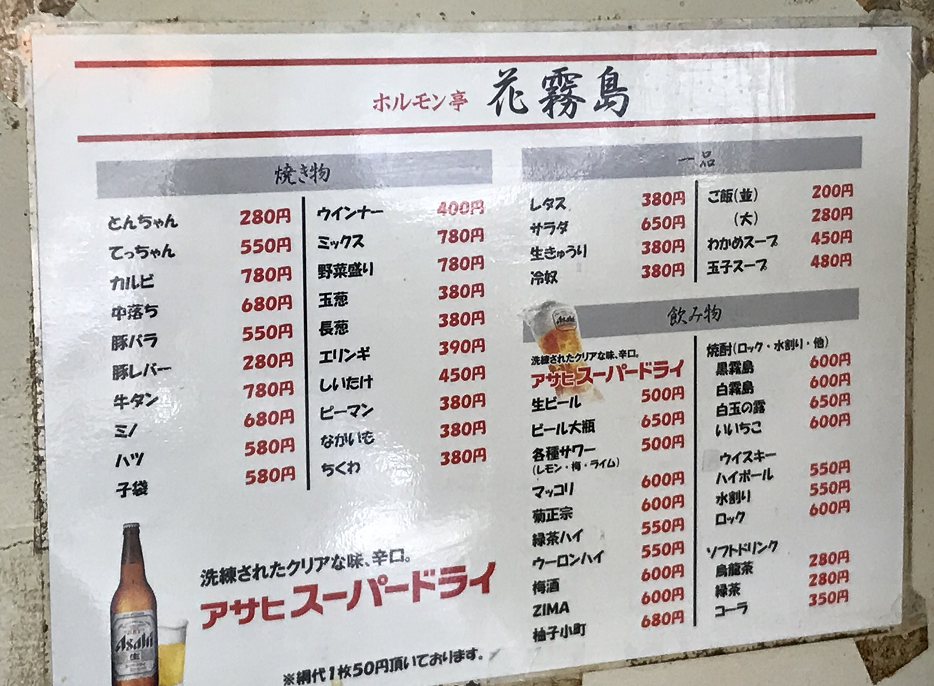 ホルモン亭 花霧島
焼き物
とんちゃん 280円
てっちゃん 550円
カルビ 780円
中落ち 680円
豚バラ 550円
豚レバー 280円
牛タン 780円
ミノ 680円
ハツ 580円
子袋 580円
ウインナー 400円
ミックス 780円
野菜盛り 780円
玉葱 380円
長葱 380円
エリンギ 390円
しいたけ 450円
ピーマン 380円
ながいも 380円
ちくわ 380円
Asahi
洗練されたクリアな味、辛口。
アサヒスーパードライ
※網代1枚50円頂いております。
一品
レタス 380円
サラダ 650円
生きゅうり 380円
冷奴 380円
ご飯(並) 200円
(大) 280円
わかめスープ 450円
玉子スープ 480円
飲み物
Asahi
洗練されたクリアな味、辛口。
アサヒスーパードライ
生ビール 500円
ビール大瓶 650円
各種サワー 500円
(レモン・梅・ライム)
マッコリ 600円
菊正宗 600円
緑茶ハイ 550円
ウーロンハイ 550円
梅酒 600円
ZIMA 600円
柚子小町 680円
焼酎(ロック・水割り・他)
黒霧島 600円
白霧島 600円
白玉の露 650円
いいちこ 600円
ウイスキー
ハイボール 550円
水割り 550円
ロック 600円
ソフトドリンク
烏龍茶 280円
緑茶 280円
コーラ 350円